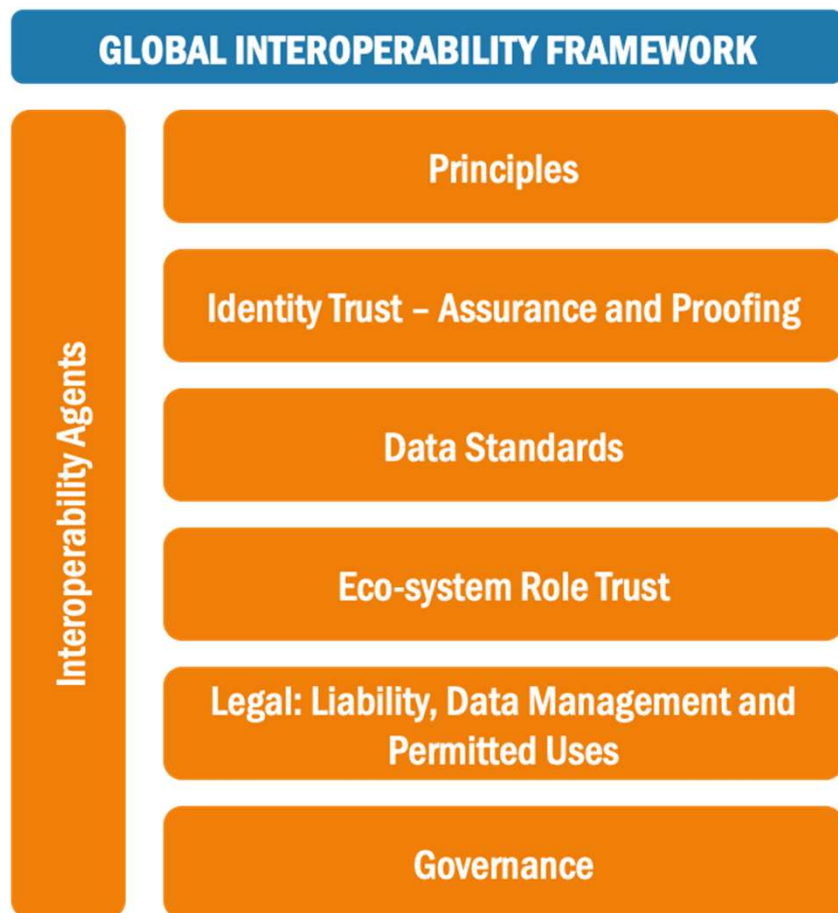 GLOBAL INTEROPERABILITY FRAMEWORK
Interoperability Agents
Principles
Identity Trust – Assurance and Proofing
Data Standards
Eco-system Role Trust
Legal: Liability, Data Management and
Permitted Uses
Governance